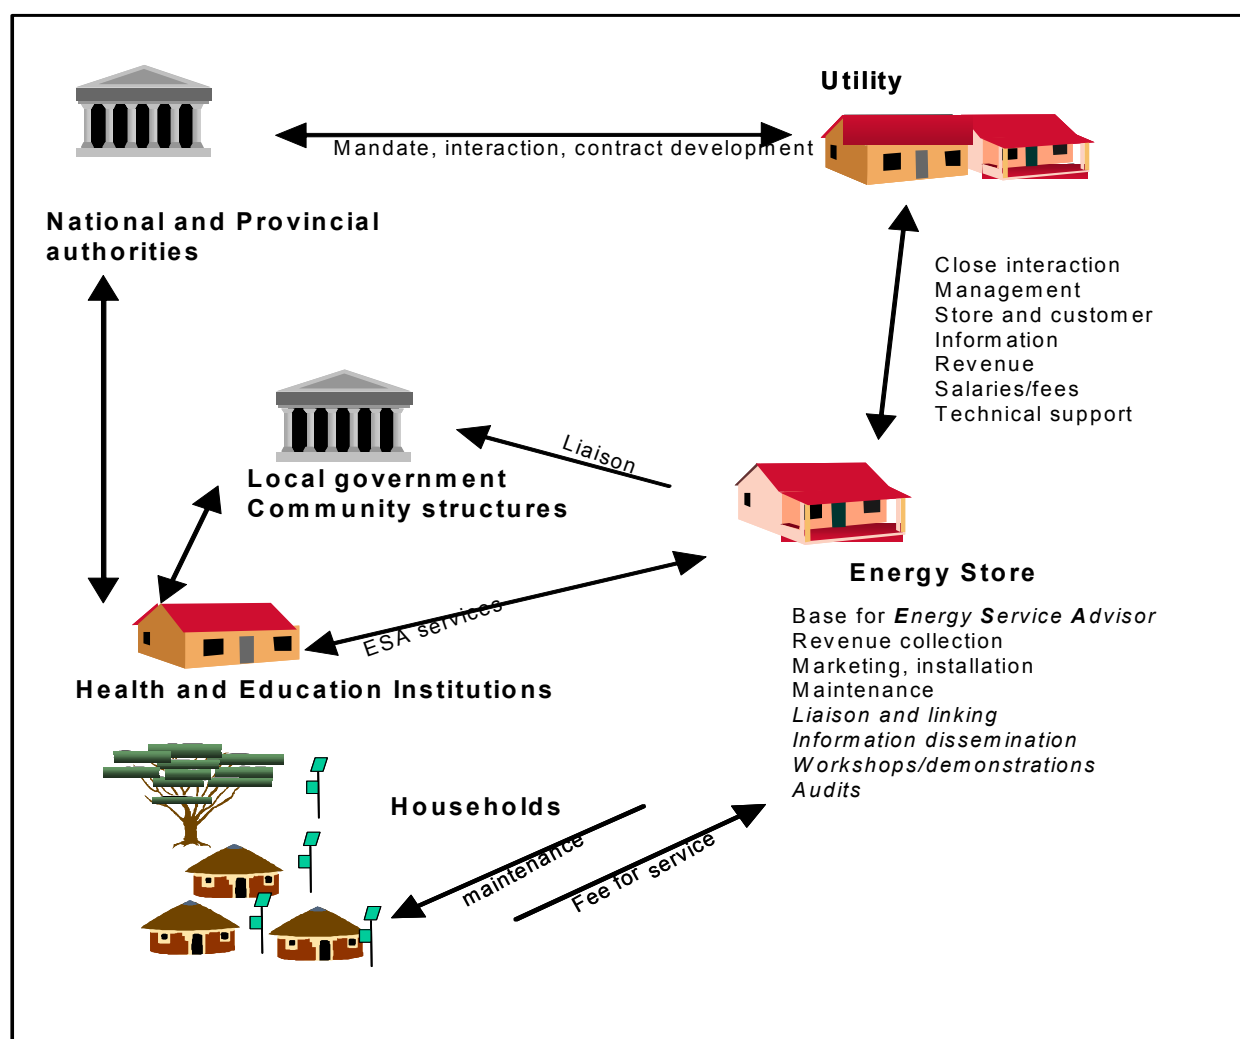 Utility
Mandate, interaction, contract development
National and Provincial
authorities
Close interaction
Management
Store and customer
Information
Revenue
Salaries/fees
Technical support
Liaison
Local government
Community structures
Energy Store
ESA services
Health and Education Institutions
Base for Energy Service Advisor
Revenue collection
Marketing, installation
Maintenance
Liaison and linking
Information dissemination
Workshops/demonstrations
Audits
Households
maintenance
Fee for service